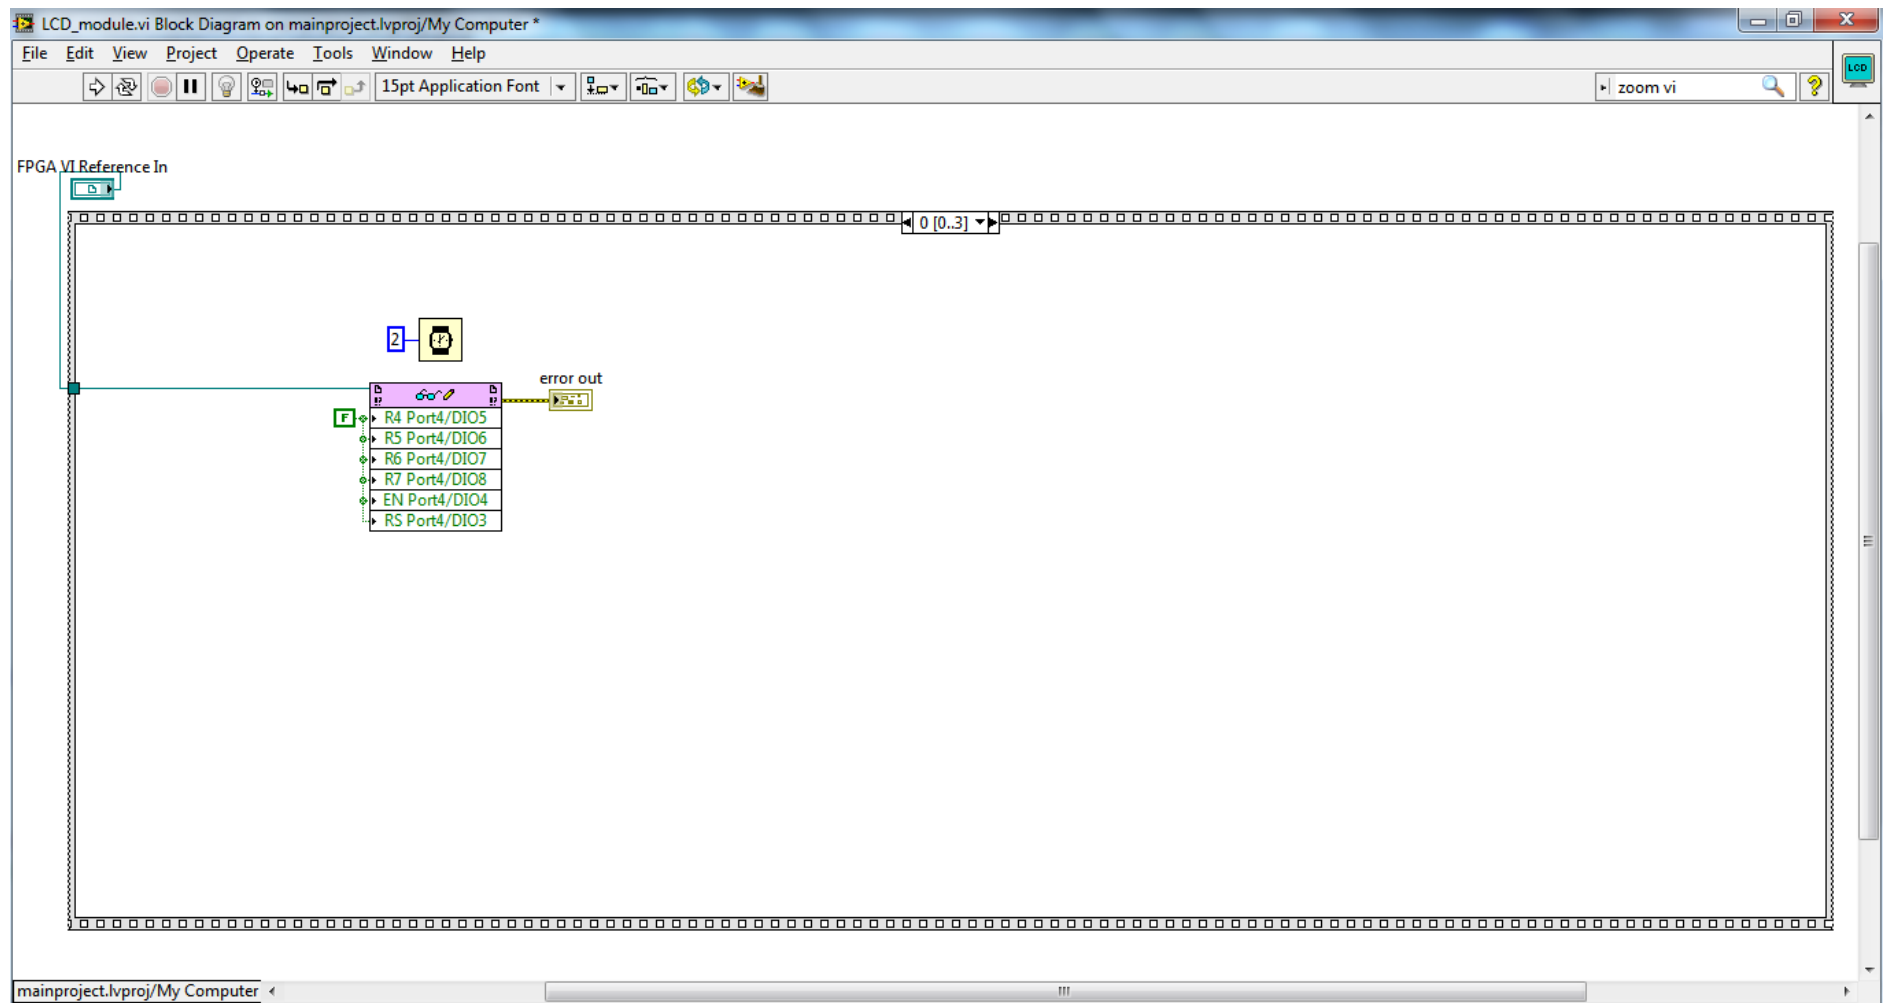 LCD_module.vi Block Diagram on mainproject.lvproj/My Computer *
File Edit View Project Operate Tools Window Help
15pt Application Font
zoom vi
?
LCD
FPGA VI Reference In
0 [0..3]
2
error out
F
R4 Port4/DIO5
R5 Port4/DIO6
R6 Port4/DIO7
R7 Port4/DIO8
EN Port4/DIO4
RS Port4/DIO3
mainproject.lvproj/My Computer